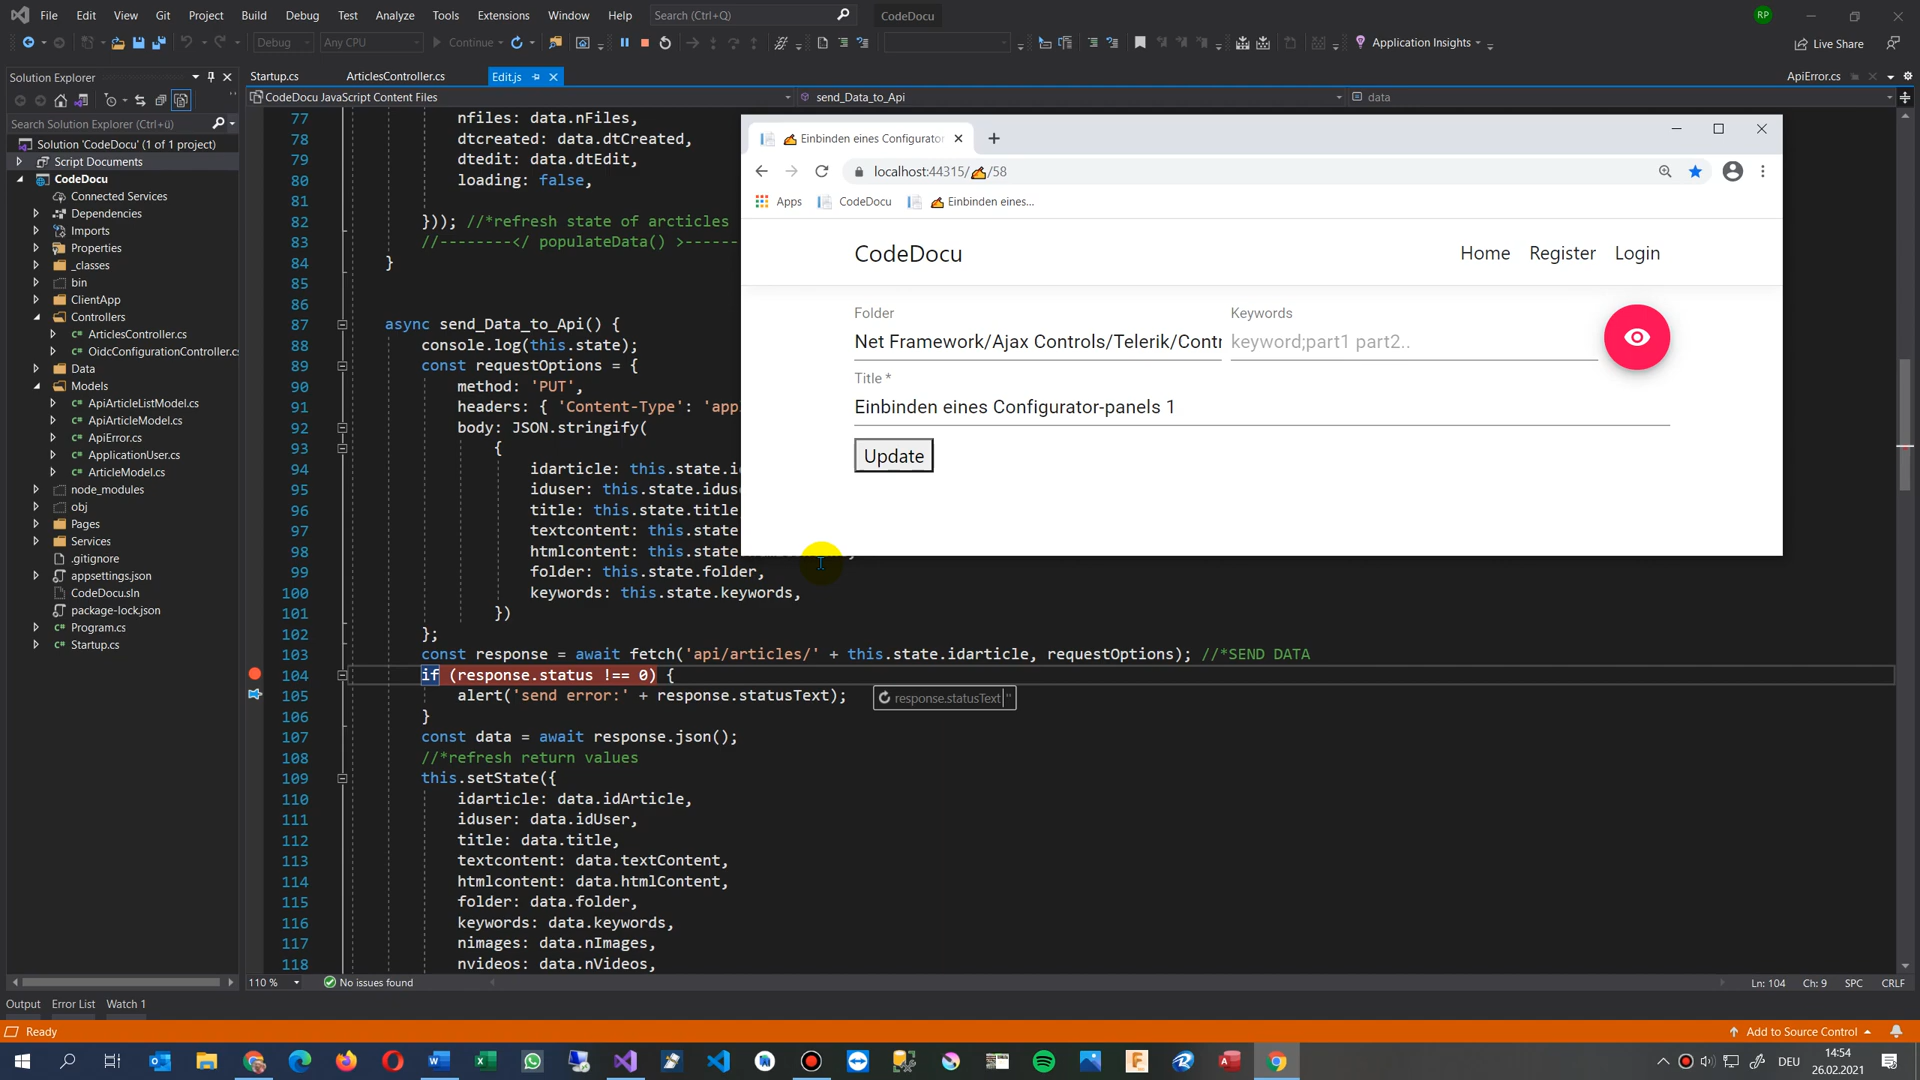 File Edit View Git Project Build Debug Test Analyze Tools Extensions Window Help Search (Ctrl+Q) CodeDocu RP
Debug Any CPU Continue Application Insights Live Share
Solution Explorer
Search Solution Explorer (Ctrl+ü)
Solution 'CodeDocu' (1 of 1 project)
Script Documents
CodeDocu
Connected Services
Dependencies
Imports
Properties
_classes
bin
ClientApp
Controllers
ArticlesController.cs
OidcConfigurationController.cs
Data
Models
ApiArticleListModel.cs
ApiArticleModel.cs
ApiError.cs
ApplicationUser.cs
ArticleModel.cs
node_modules
obj
Pages
Services
.gitignore
appsettings.json
CodeDocu.sln
package-lock.json
Program.cs
Startup.cs
Startup.cs ArticlesController.cs Edit.js ApiError.cs
CodeDocu JavaScript Content Files send_Data_to_Api data
77 nfiles: data.nFiles,
78 dtcreated: data.dtCreated,
79 dtedit: data.dtEdit,
80 loading: false,
81
82 })); //*refresh state of arcticles
83 //--------</ populateData() >------
84 }
85
86
87 async send_Data_to_Api() {
88 console.log(this.state);
89 const requestOptions = {
90 method: 'PUT',
91 headers: { 'Content-Type': 'app
92 body: JSON.stringify(
93 {
94 idarticle: this.state.i
95 iduser: this.state.idus
96 title: this.state.title
97 textcontent: this.state
98 htmlcontent: this.state
99 folder: this.state.folder,
100 keywords: this.state.keywords,
101 })
102 };
103 const response = await fetch('api/articles/' + this.state.idarticle, requestOptions); //*SEND DATA
104 if (response.status !== 0) {
105 alert('send error:' + response.statusText); response.statusText "
106 }
107 const data = await response.json();
108 //*refresh return values
109 this.setState({
110 idarticle: data.idArticle,
111 iduser: data.idUser,
112 title: data.title,
113 textcontent: data.textContent,
114 htmlcontent: data.htmlContent,
115 folder: data.folder,
116 keywords: data.keywords,
117 nimages: data.nImages,
118 nvideos: data.nVideos,
Einbinden eines Configurator
localhost:44315/✍/58
Apps CodeDocu ✍ Einbinden eines...
CodeDocu Home Register Login
Folder Keywords
Net Framework/Ajax Controls/Telerik/Contr keyword;part1 part2..
Title *
Einbinden eines Configurator-panels 1
Update
110 % No issues found Ln: 104 Ch: 9 SPC CRLF
Output Error List Watch 1
Ready Add to Source Control
DEU 14:54
26.02.2021